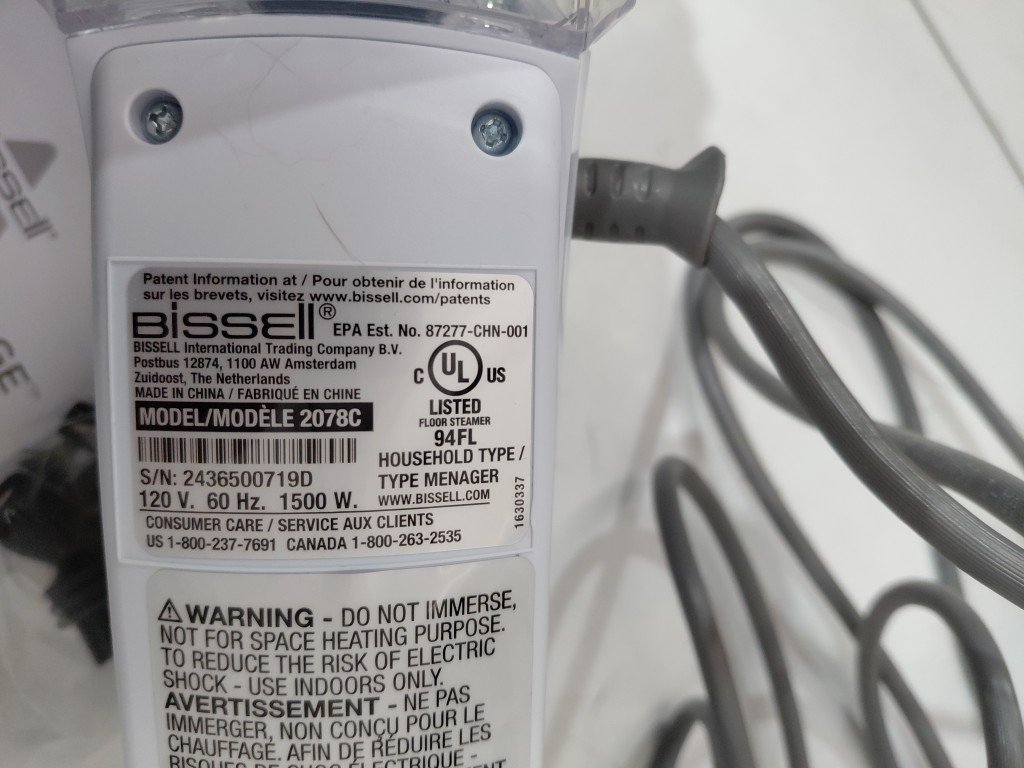 BISSELL
Patent Information at / Pour obtenir de l'information
sur les brevets, visitez www.bissell.com/patents
BISSELL® EPA Est. No. 87277-CHN-001
BISSELL International Trading Company B.V.
Postbus 12874, 1100 AW Amsterdam
Zuidoost, The Netherlands
MADE IN CHINA / FABRIQUÉ EN CHINE
C UL US
LISTED
FLOOR STEAMER
94FL
MODEL/MODÈLE 2078C
HOUSEHOLD TYPE /
TYPE MENAGER
WWW.BISSELL.COM
S/N: 2436500719D
120 V. 60 Hz. 1500 W.
1630337
CONSUMER CARE / SERVICE AUX CLIENTS
US 1-800-237-7691 CANADA 1-800-263-2535
⚠WARNING - DO NOT IMMERSE,
NOT FOR SPACE HEATING PURPOSE.
TO REDUCE THE RISK OF ELECTRIC
SHOCK - USE INDOORS ONLY.
AVERTISSEMENT - NE PAS
IMMERGER, NON CONÇU POUR LE
CHAUFFAGE. AFIN DE RÉDUIRE LES
RISQUES DE CHOC ÉLECTRIQUE -